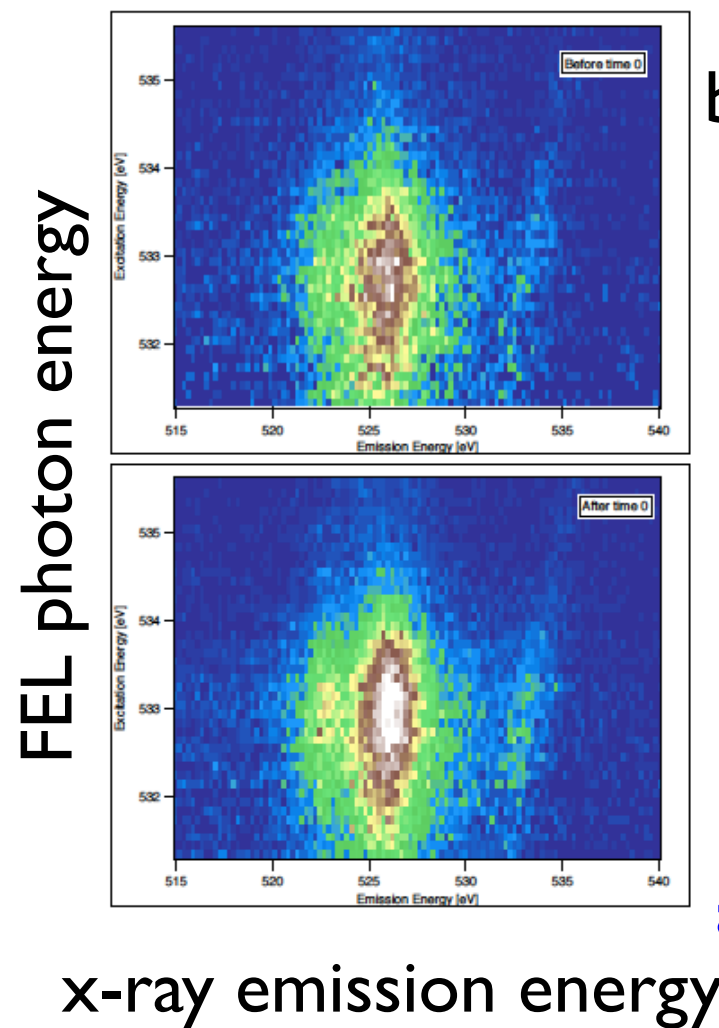 FEL photon energy
Before time 0
Excitation Energy [eV]
535
534
533
532
515 520 525 530 535 540
Emission Energy [eV]
After time 0
Excitation Energy [eV]
535
534
533
532
515 520 525 530 535 540
Emission Energy [eV]
x-ray emission energy